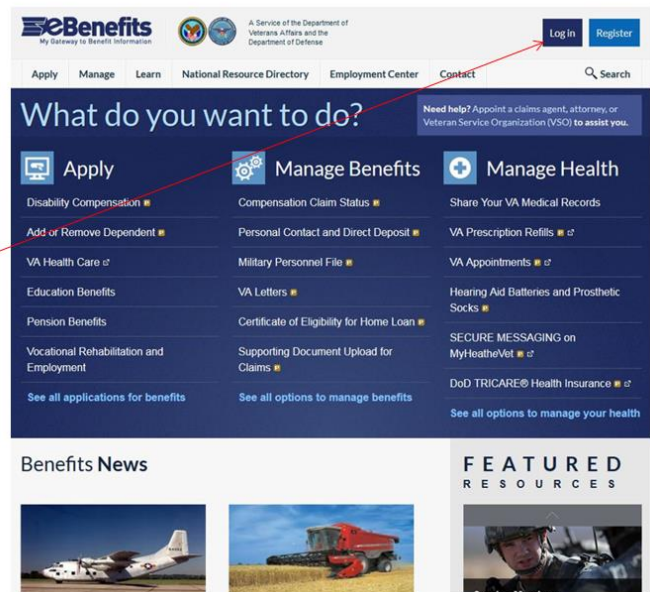 eBenefits
My Gateway to Benefit Information
A Service of the Department of
Veterans Affairs and the
Department of Defense
Log in
Register
Apply
Manage
Learn
National Resource Directory
Employment Center
Contact
Search
What do you want to do?
Need help? Appoint a claims agent, attorney, or
Veteran Service Organization (VSO) to assist you.
Apply
Disability Compensation
Add or Remove Dependent
VA Health Care
Education Benefits
Pension Benefits
Vocational Rehabilitation and
Employment
See all applications for benefits
Manage Benefits
Compensation Claim Status
Personal Contact and Direct Deposit
Military Personnel File
VA Letters
Certificate of Eligibility for Home Loan
Supporting Document Upload for
Claims
See all options to manage benefits
Manage Health
Share Your VA Medical Records
VA Prescription Refills
VA Appointments
Hearing Aid Batteries and Prosthetic
Socks
SECURE MESSAGING on
MyHeatheVet
DoD TRICARE® Health Insurance
See all options to manage your health
Benefits News
FEATURED
RESOURCES